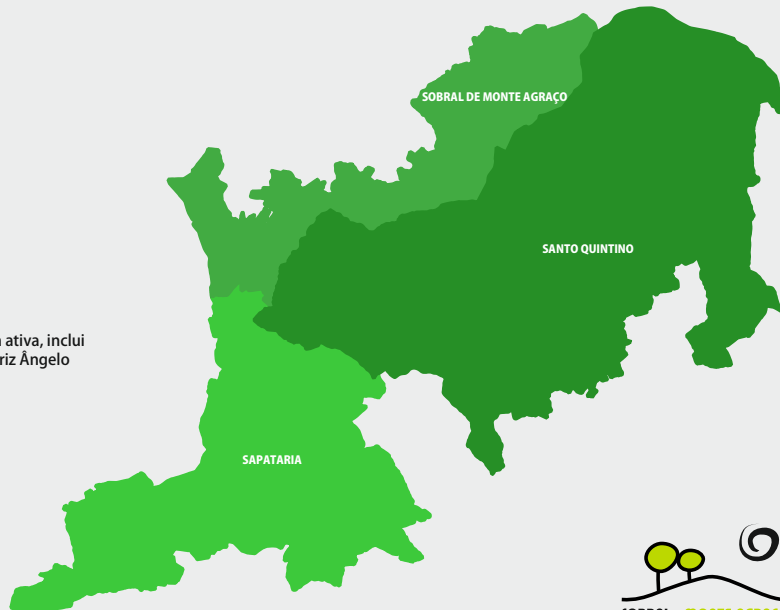 SOBRAL DE MONTE AGRAÇO
SANTO QUINTINO
ativa, inclui
riz Ângelo
SAPATARIA